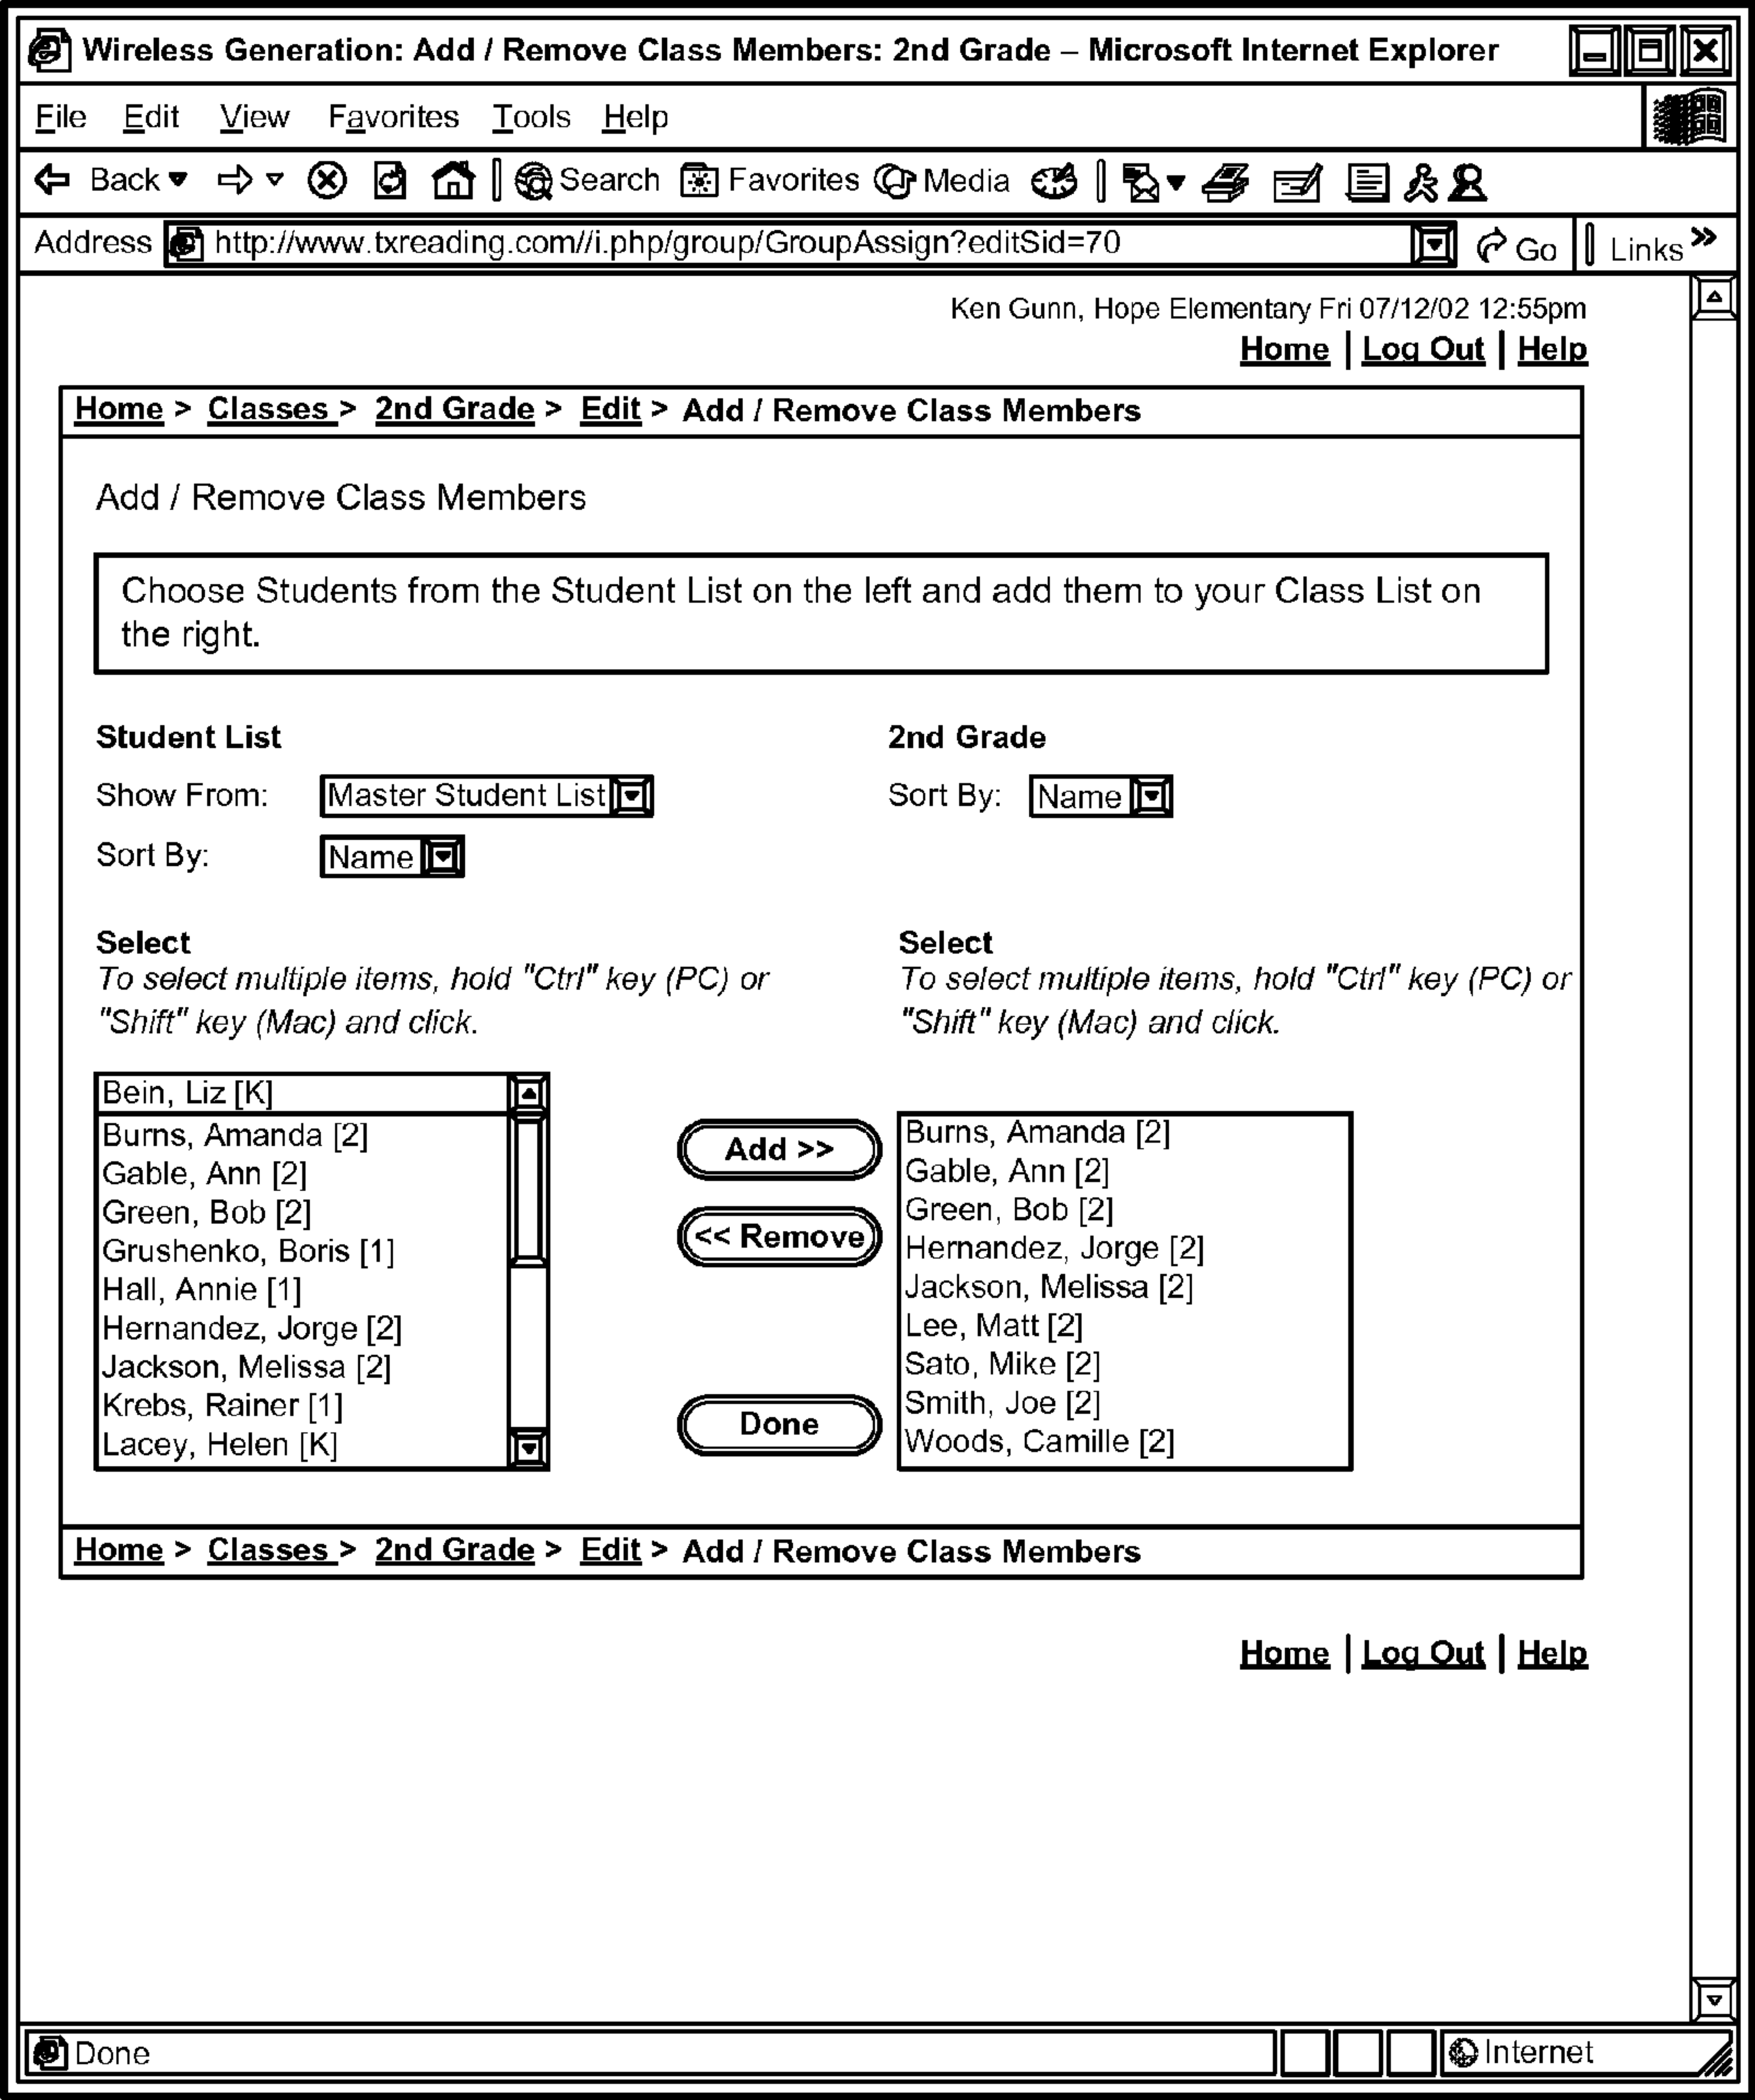 Wireless Generation: Add / Remove Class Members: 2nd Grade – Microsoft Internet Explorer
File Edit View Favorites Tools Help
Back Search Favorites Media
Address http://www.txreading.com//i.php/group/GroupAssign?editSid=70 Go Links »
Ken Gunn, Hope Elementary Fri 07/12/02 12:55pm
Home | Log Out | Help
Home > Classes > 2nd Grade > Edit > Add / Remove Class Members
Add / Remove Class Members
Choose Students from the Student List on the left and add them to your Class List on
the right.
Student List
Show From: Master Student List
Sort By: Name
2nd Grade
Sort By: Name
Select
To select multiple items, hold "Ctrl" key (PC) or
"Shift" key (Mac) and click.
Bein, Liz [K]
Burns, Amanda [2]
Gable, Ann [2]
Green, Bob [2]
Grushenko, Boris [1]
Hall, Annie [1]
Hernandez, Jorge [2]
Jackson, Melissa [2]
Krebs, Rainer [1]
Lacey, Helen [K]
Add >>
<< Remove
Done
Select
To select multiple items, hold "Ctrl" key (PC) or
"Shift" key (Mac) and click.
Burns, Amanda [2]
Gable, Ann [2]
Green, Bob [2]
Hernandez, Jorge [2]
Jackson, Melissa [2]
Lee, Matt [2]
Sato, Mike [2]
Smith, Joe [2]
Woods, Camille [2]
Home > Classes > 2nd Grade > Edit > Add / Remove Class Members
Home | Log Out | Help
Done Internet